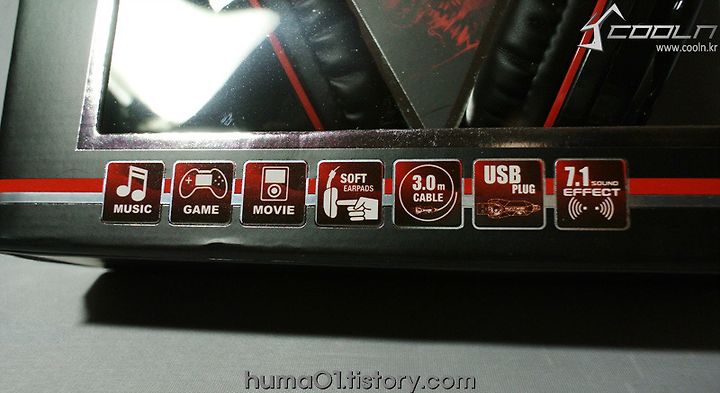 COOLN
www.cooln.kr
MUSIC
GAME
MOVIE
SOFT
EARPADS
3.0m
CABLE
USB
PLUG
7.1 SOUND
EFFECT
huma01.tistory.com